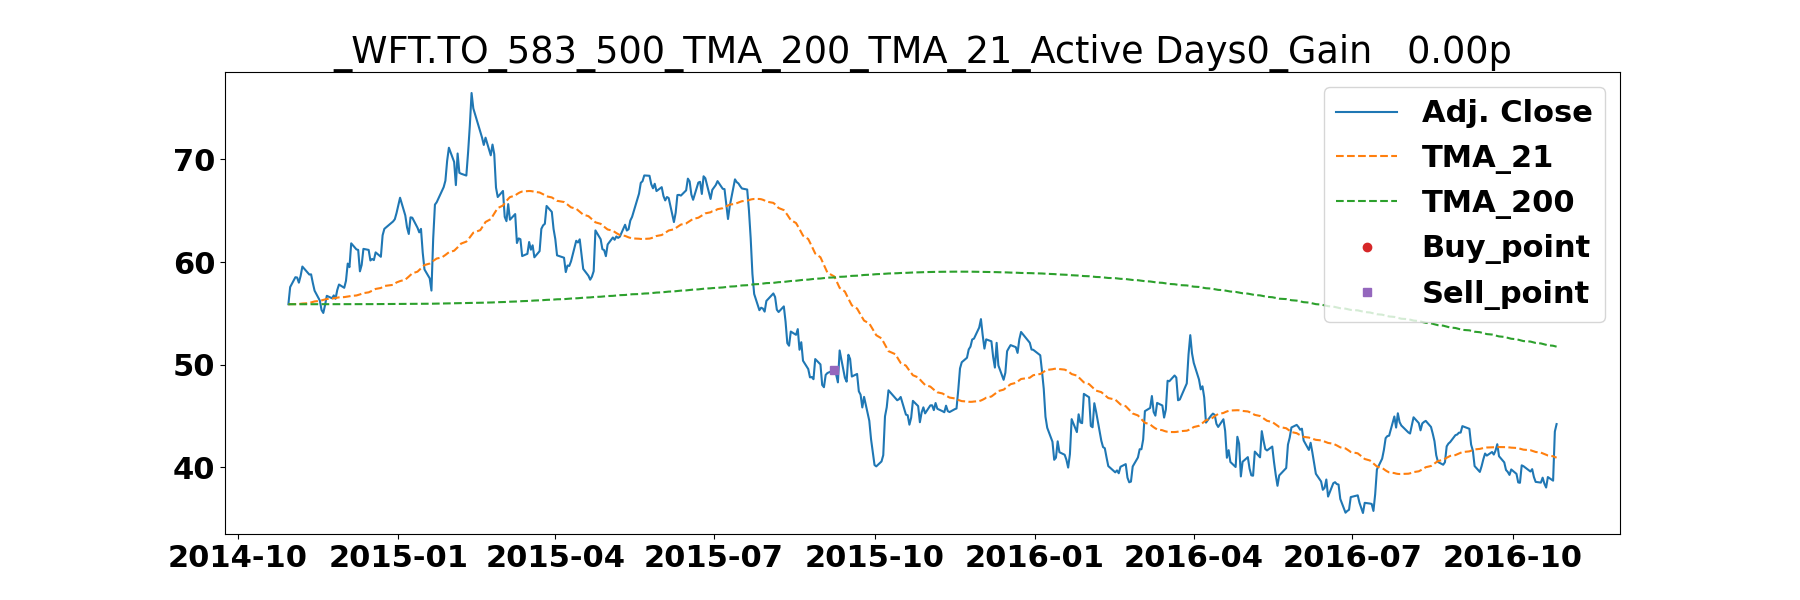 _WFT.TO_583_500_TMA_200_TMA_21_Active Days0_Gain   0.00p
Adj. Close
TMA_21
TMA_200
Buy_point
Sell_point
70
60
50
40
2014-10 2015-01 2015-04 2015-07 2015-10 2016-01 2016-04 2016-07 2016-10